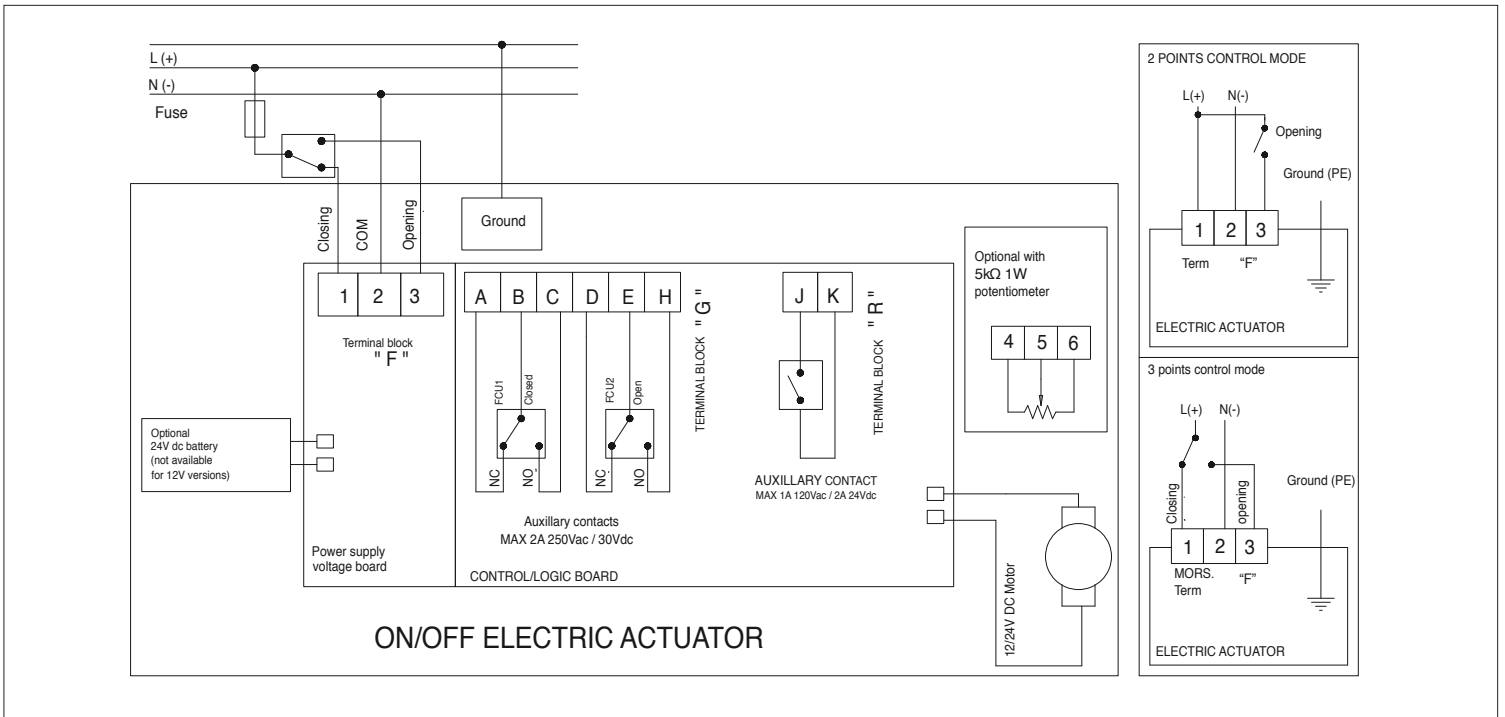 L (+)
N (-)
Fuse
Closing
COM
Opening
Ground
1 2 3
Terminal block
" F "
A B C D E H
TERMINAL BLOCK " G "
FCU1
Closed
FCU2
Open
NC
NO
NC
NO
Auxillary contacts
MAX 2A 250Vac / 30Vdc
J K
TERMINAL BLOCK " R "
AUXILLARY CONTACT
MAX 1A 120Vac / 2A 24Vdc
Optional with
5kΩ 1W
potentiometer
4 5 6
Optional
24V dc battery
(not available
for 12V versions)
Power supply
voltage board
CONTROL/LOGIC BOARD
12/24V DC Motor
ON/OFF ELECTRIC ACTUATOR
2 POINTS CONTROL MODE
L(+) N(-)
Opening
Ground (PE)
1 2 3
Term "F"
ELECTRIC ACTUATOR
3 points control mode
L(+) N(-)
Closing
opening
Ground (PE)
1 2 3
MORS. "F"
Term
ELECTRIC ACTUATOR